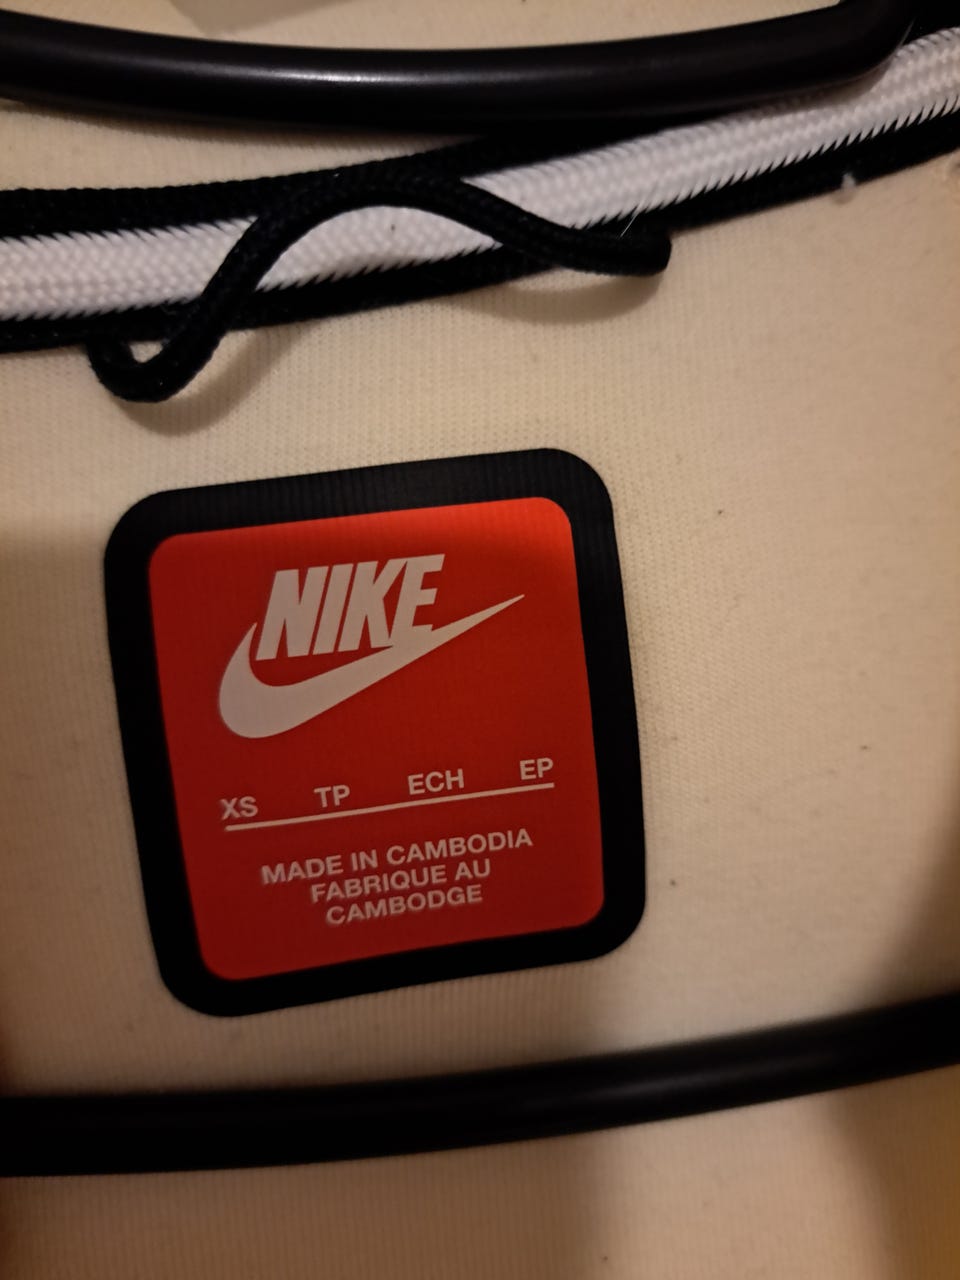 NIKE
XS TP ECH EP
MADE IN CAMBODIA
FABRIQUE AU
CAMBODGE